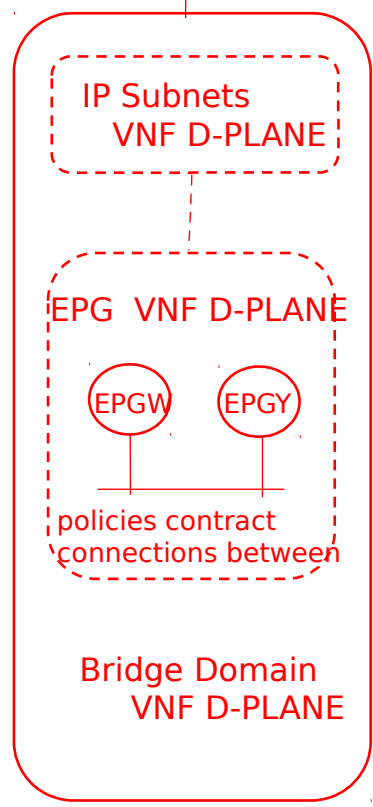 IP Subnets
VNF D-PLANE
EPG VNF D-PLANE
EPGW EPGY
policies contract
connections between
Bridge Domain
VNF D-PLANE